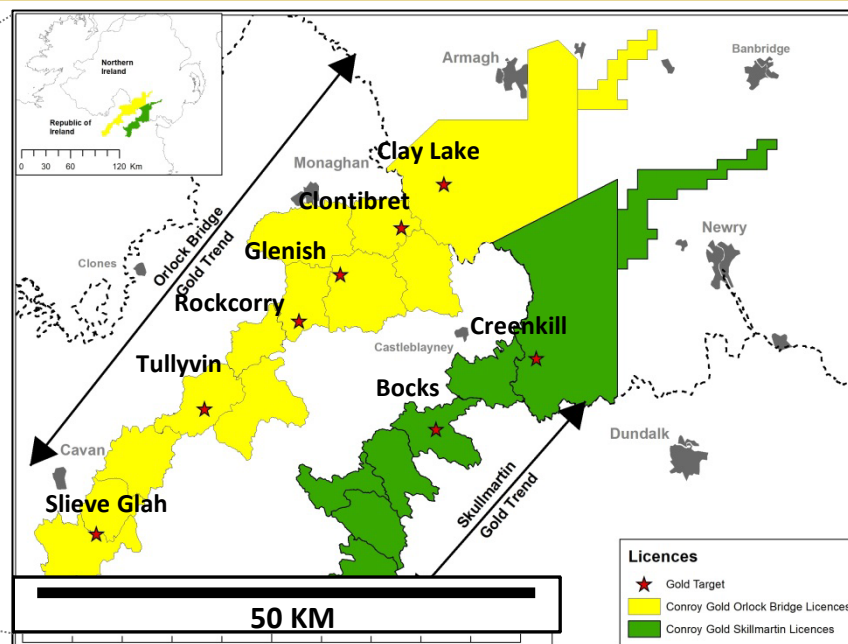 Northern
Ireland
Republic of
Ireland
0 30 60 120 Km
Armagh
Banbridge
Clay Lake
Monaghan
Clontibret
Orlock Bridge
Gold Trend
Glenish
Newry
Clones
Rockcorry
Creenkill
Castleblayney
Tullyvin
Bocks
Dundalk
Cavan
Skullmartin
Gold Trend
Slieve Glah
50 KM
Licences
Gold Target
Conroy Gold Orlock Bridge Licences
Conroy Gold Skillmartin Licences